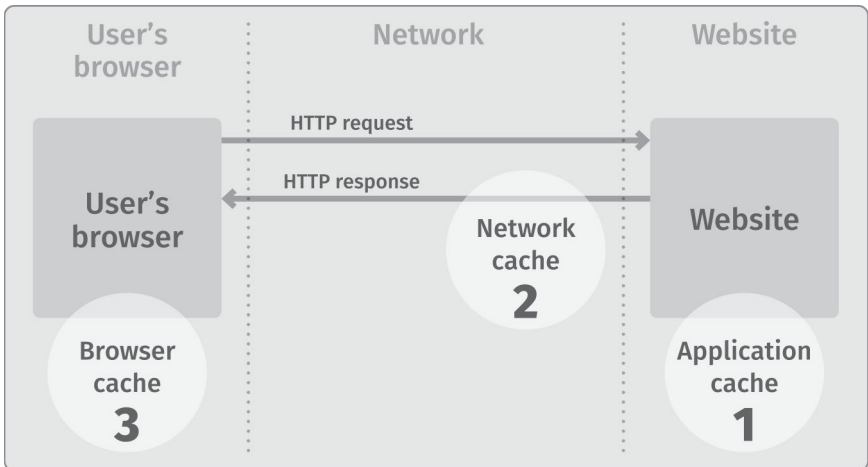 User’s
browser
Network
Website
HTTP request
HTTP response
User’s
browser
Network
cache
2
Website
Browser
cache
3
Application
cache
1